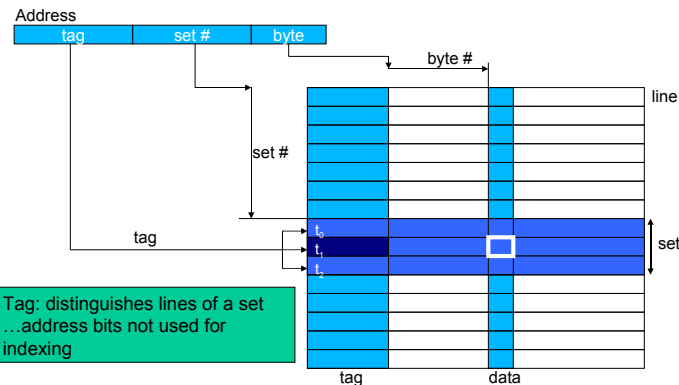 Address
tag set # byte
byte #
line
set #
t0
tag t1 set
t2
Tag: distinguishes lines of a set
…address bits not used for
indexing
tag data